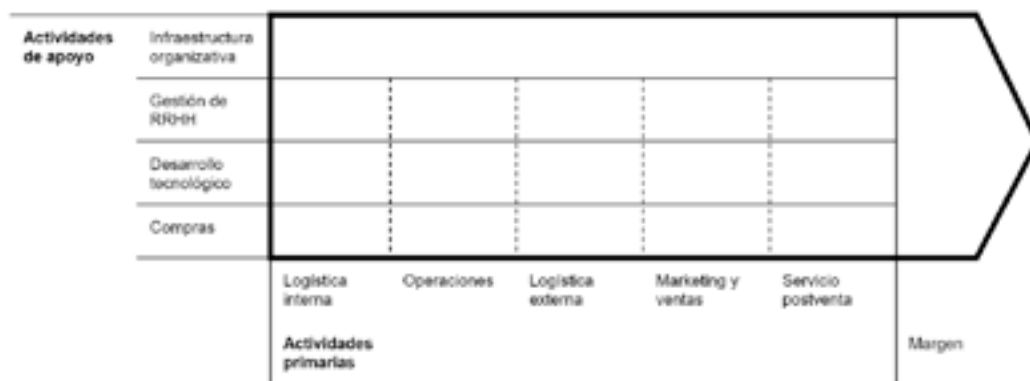 Actividades
de apoyo
Infraestructura
organizativa
Gestión de
RRHH
Desarrollo
tecnológico
Compras
Logística
interna
Operaciones
Logística
externa
Marketing y
ventas
Servicio
postventa
Actividades
primarias
Margen